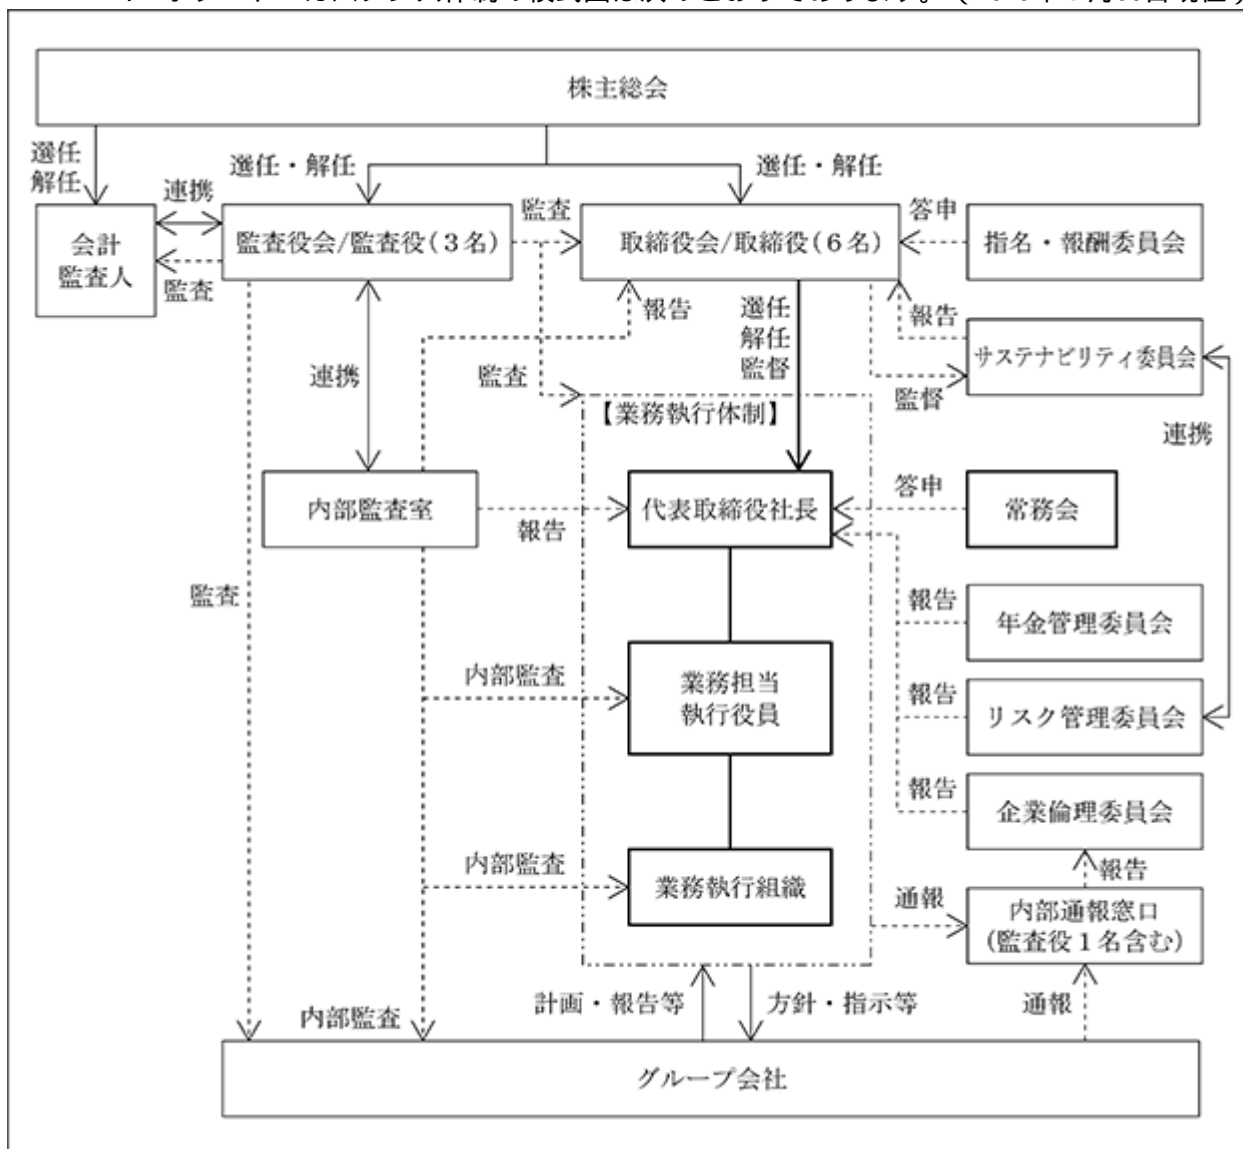 株主総会
選任
解任
選任・解任
選任・解任
連携
監査
答申
会計
監査人
監査役会/監査役(3名)
取締役会/取締役(6名)
指名・報酬委員会
監査
報告
選任
解任
監督
報告
サステナビリティ委員会
連携
監査
監督
【業務執行体制】
連携
内部監査室
報告
代表取締役社長
答申
常務会
監査
報告
年金管理委員会
内部監査
業務担当
執行役員
報告
リスク管理委員会
報告
企業倫理委員会
内部監査
業務執行組織
報告
通報
内部通報窓口
(監査役1名含む)
内部監査
計画・報告等
方針・指示等
通報
グループ会社